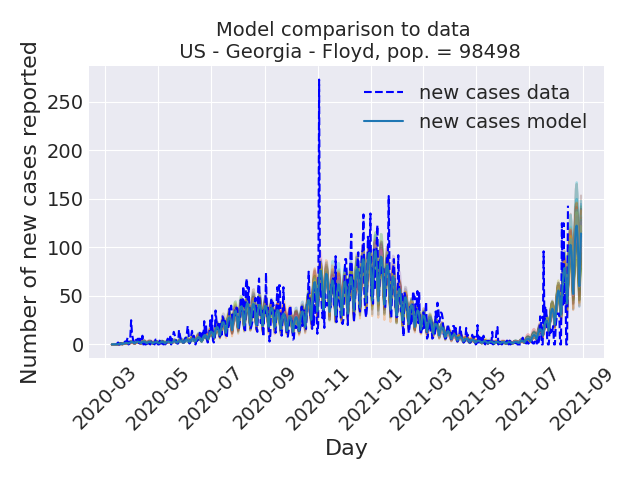 Model comparison to data
US - Georgia - Floyd, pop. = 98498
Number of new cases reported
250
200
150
100
50
0
new cases data
new cases model
2020-03
2020-05
2020-07
2020-09
2020-11
2021-01
2021-03
2021-05
2021-07
2021-09
Day